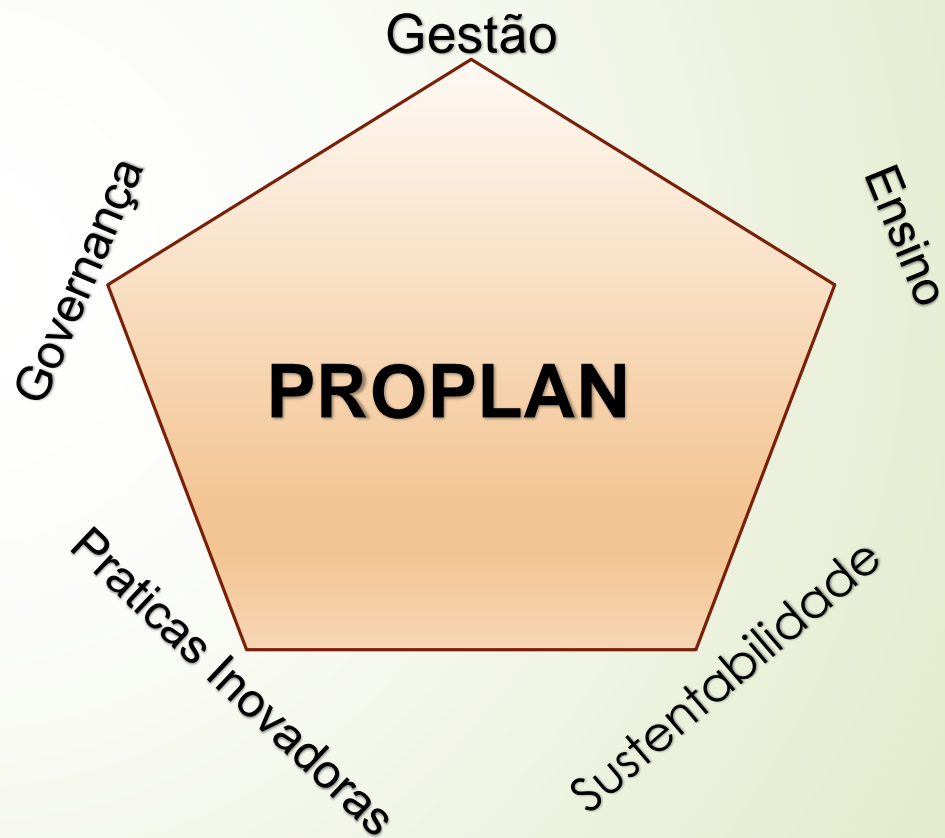 Gestão
Governança
Ensino
PROPLAN
Praticas Inovadoras
Sustentabilidade